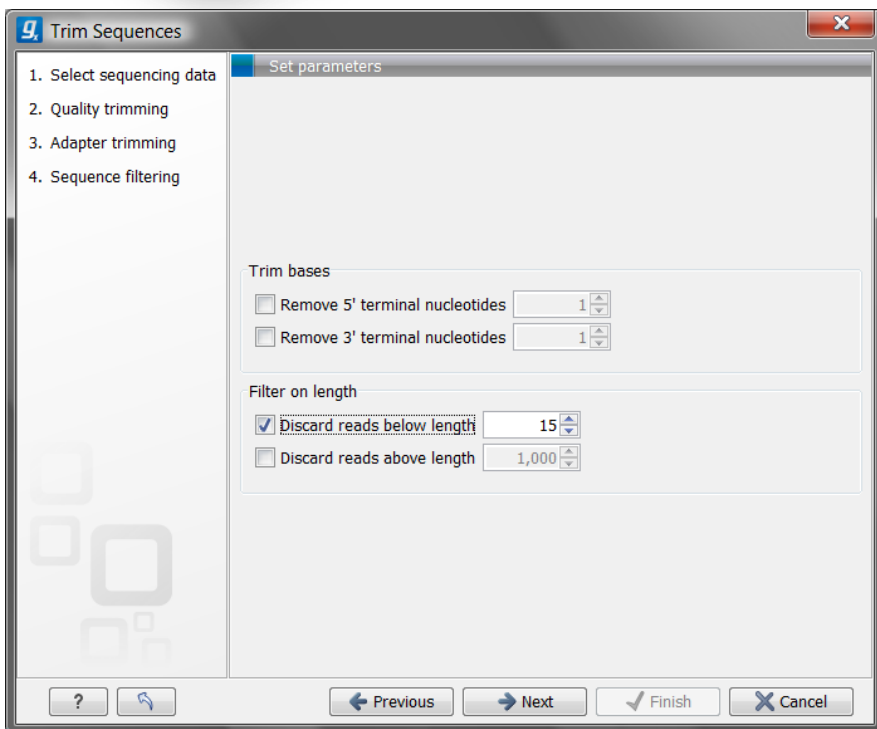 Trim Sequences
1. Select sequencing data
2. Quality trimming
3. Adapter trimming
4. Sequence filtering
Set parameters
Trim bases
Remove 5' terminal nucleotides 1
Remove 3' terminal nucleotides 1
Filter on length
Discard reads below length 15
Discard reads above length 1,000
? Previous Next Finish Cancel